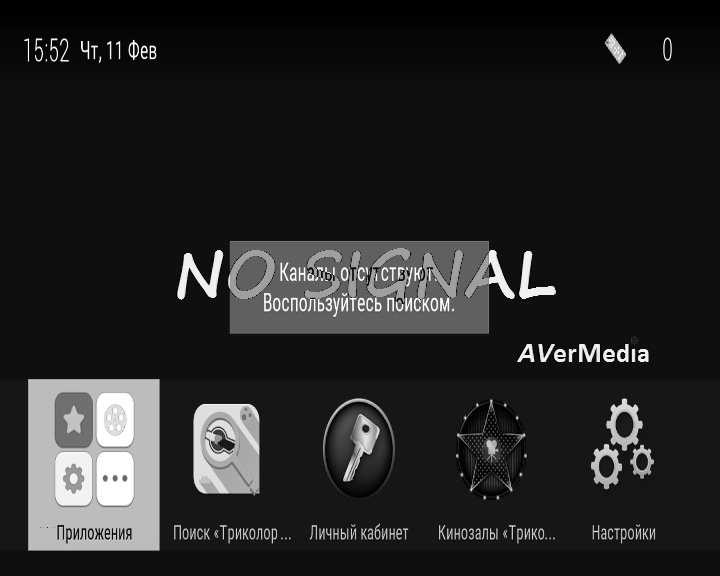 15:52 Чт, 11 Фев
0
NO SIGNAL
Каналы отсутствуют.
Воспользуйтесь поиском.
AVerMedia
Приложения
Поиск «Триколор ...
Личный кабинет
Кинозалы «Трико...
Настройки